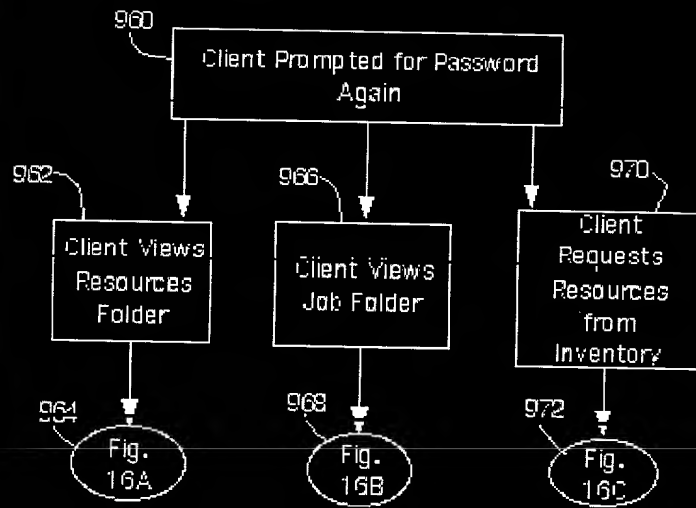 960
Client Prompted for Password
Again
962
966
970
Client Views
Resources
Folder
Client Views
Job Folder
Client
Requests
Resources
from
Inventory
964
968
972
Fig.
16A
Fig.
16B
Fig.
16C